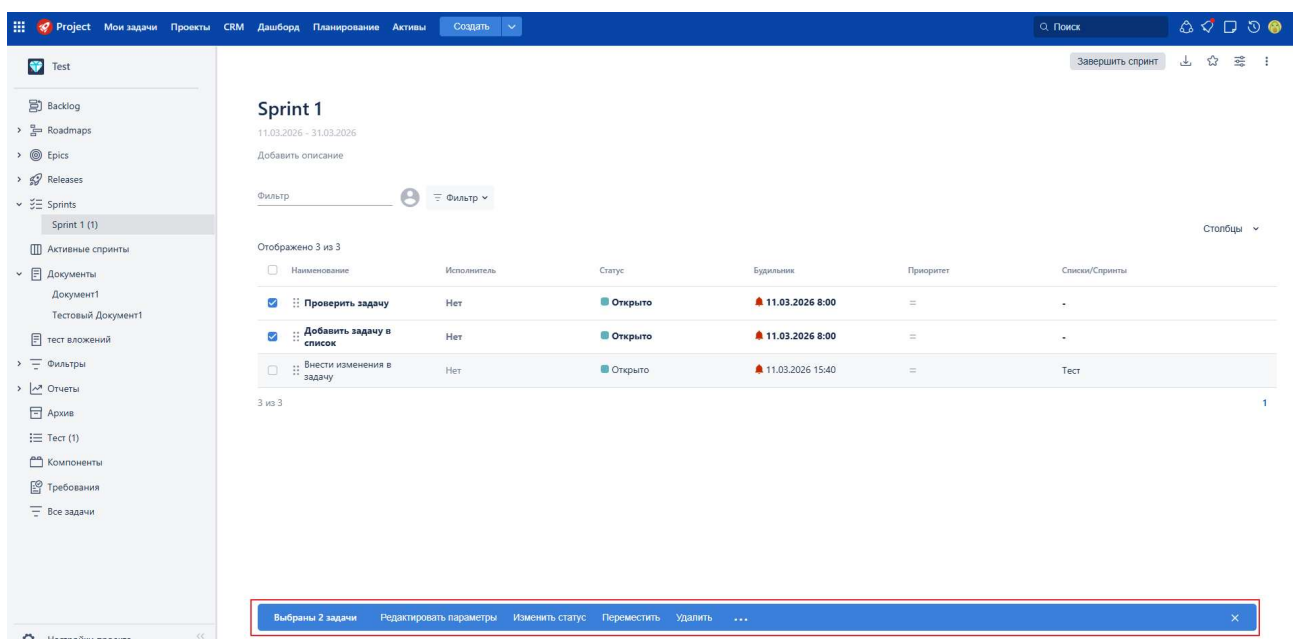 Project Мои задачи Проекты CRM Дашборд Планирование Активы Создать Поиск
Test
Завершить спринт
Backlog
Roadmaps
Epics
Releases
Sprints
Sprint 1 (1)
Активные спринты
Документы
Документ1
Тестовый Документ1
тест вложений
Фильтры
Отчеты
Архив
Тест (1)
Компоненты
Требования
Все задачи
Sprint 1
11.03.2026 - 31.03.2026
Добавить описание
Фильтр Фильтр
Столбцы
Отображено 3 из 3
Наименование Исполнитель Статус Будильник Приоритет Списки/Спринты
Проверить задачу Нет Открыто 11.03.2026 8:00 = -
Добавить задачу в
список Нет Открыто 11.03.2026 8:00 = -
Внести изменения в
задачу Нет Открыто 11.03.2026 15:40 = Тест
3 из 3 1
Выбраны 2 задачи Редактировать параметры Изменить статус Переместить Удалить ...